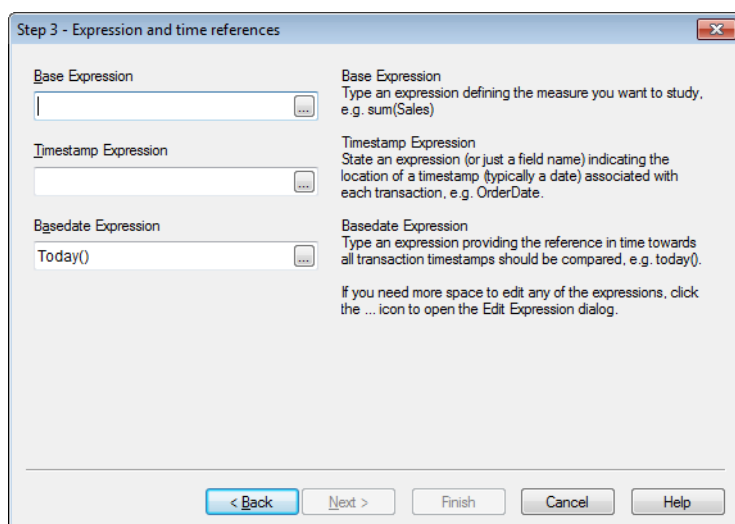 Step 3 - Expression and time references
Base Expression
...
Timestamp Expression
...
Basedate Expression
Today()
...
Base Expression
Type an expression defining the measure you want to study,
e.g. sum(Sales)
Timestamp Expression
State an expression (or just a field name) indicating the
location of a timestamp (typically a date) associated with
each transaction, e.g. OrderDate.
Basedate Expression
Type an expression providing the reference in time towards
all transaction timestamps should be compared, e.g. today().
If you need more space to edit any of the expressions, click
the ... icon to open the Edit Expression dialog.
< Back
Next >
Finish
Cancel
Help